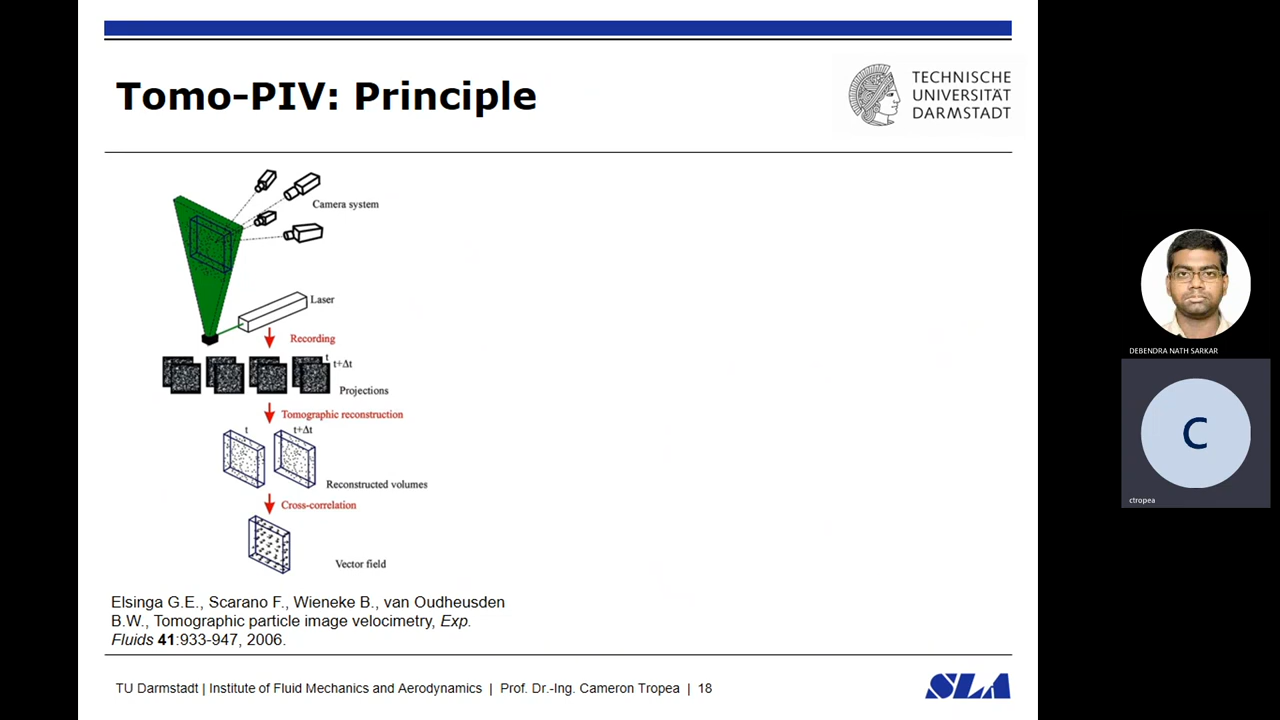 Tomo-PIV: Principle
TECHNISCHE
UNIVERSITÄT
DARMSTADT
Camera system
Laser
Recording
t
t+Δt
Projections
Tomographic reconstruction
t
t+Δt
Reconstructed volumes
Cross-correlation
Vector field
Elsinga G.E., Scarano F., Wieneke B., van Oudheusden
B.W., Tomographic particle image velocimetry, Exp.
Fluids 41:933-947, 2006.
TU Darmstadt | Institute of Fluid Mechanics and Aerodynamics | Prof. Dr.-Ing. Cameron Tropea | 18
SLA
DEBENDRA NATH SARKAR
C
ctropea